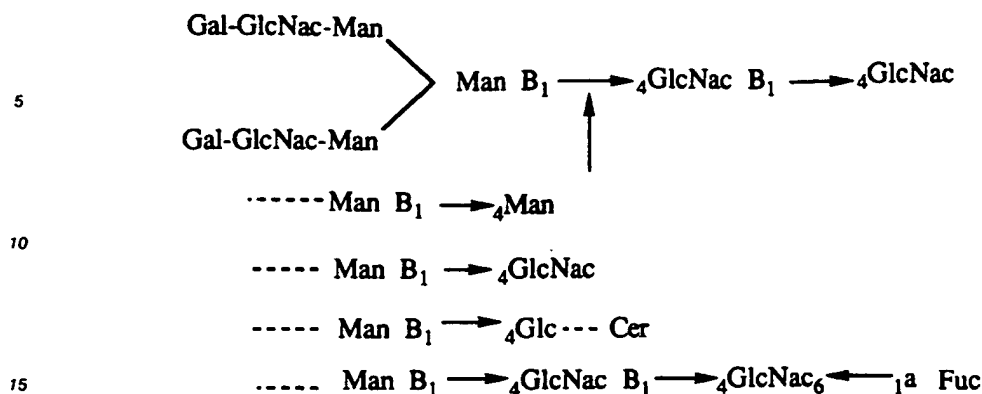 Gal-GlcNac-Man
Man B₁ → ₄GlcNac B₁ → ₄GlcNac
5
Gal-GlcNac-Man
----- Man B₁ → ₄Man
10
----- Man B₁ → ₄GlcNac
----- Man B₁ → ₄Glc --- Cer
15 ----- Man B₁ → ₄GlcNac B₁ → ₄GlcNac₆ ← ₁a Fuc